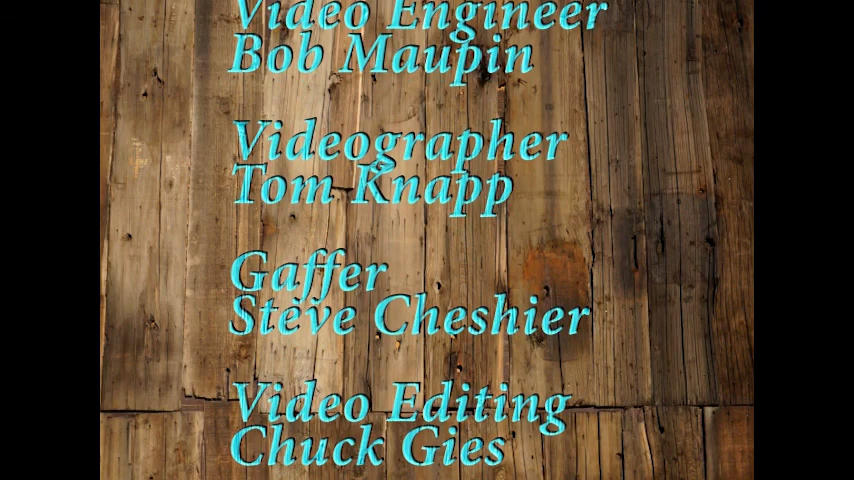 Video Engineer
Bob Maupin
Videographer
Tom Knapp
Gaffer
Steve Cheshier
Video Editing
Chuck Gies